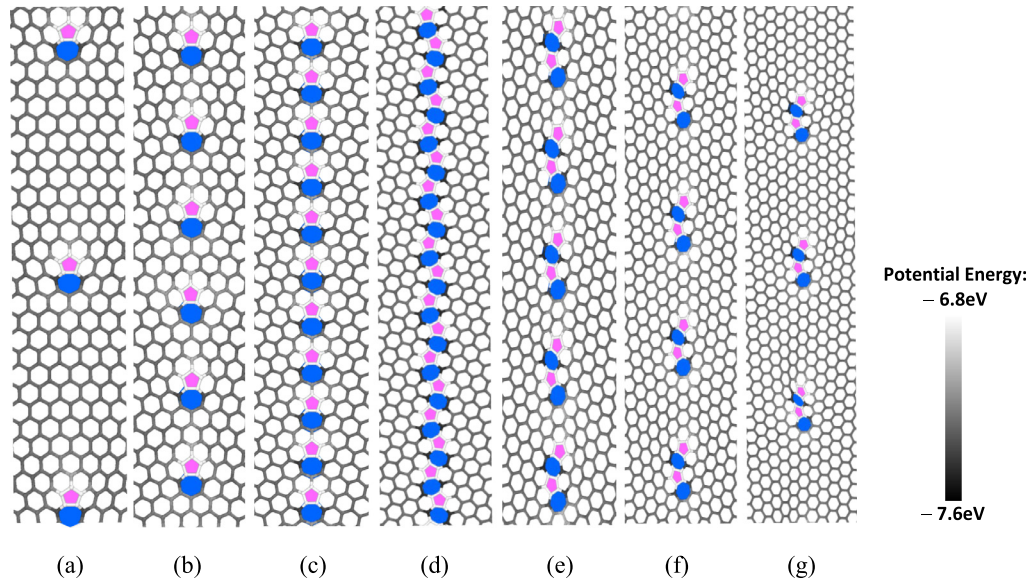 Potential Energy:
– 6.8eV
– 7.6eV
(a) (b) (c) (d) (e) (f) (g)